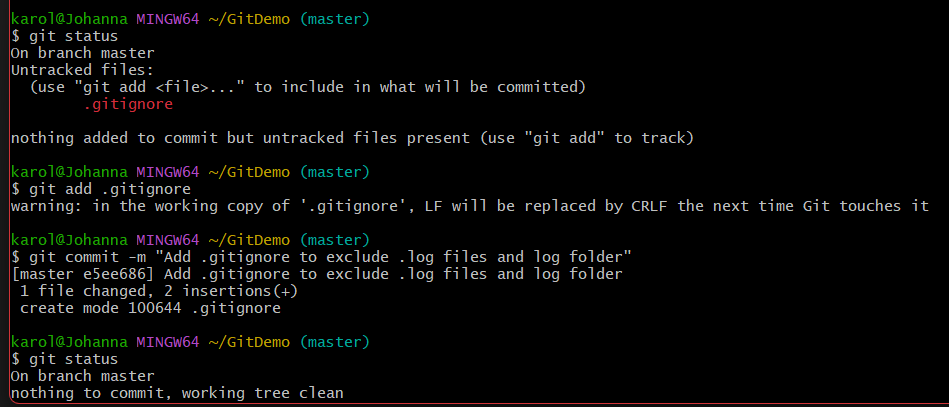 karol@Johanna MINGW64 ~/GitDemo (master)
$ git status
On branch master
Untracked files:
  (use "git add <file>..." to include in what will be committed)
        .gitignore

nothing added to commit but untracked files present (use "git add" to track)

karol@Johanna MINGW64 ~/GitDemo (master)
$ git add .gitignore
warning: in the working copy of '.gitignore', LF will be replaced by CRLF the next time Git touches it

karol@Johanna MINGW64 ~/GitDemo (master)
$ git commit -m "Add .gitignore to exclude .log files and log folder"
[master e5ee686] Add .gitignore to exclude .log files and log folder
 1 file changed, 2 insertions(+)
 create mode 100644 .gitignore

karol@Johanna MINGW64 ~/GitDemo (master)
$ git status
On branch master
nothing to commit, working tree clean